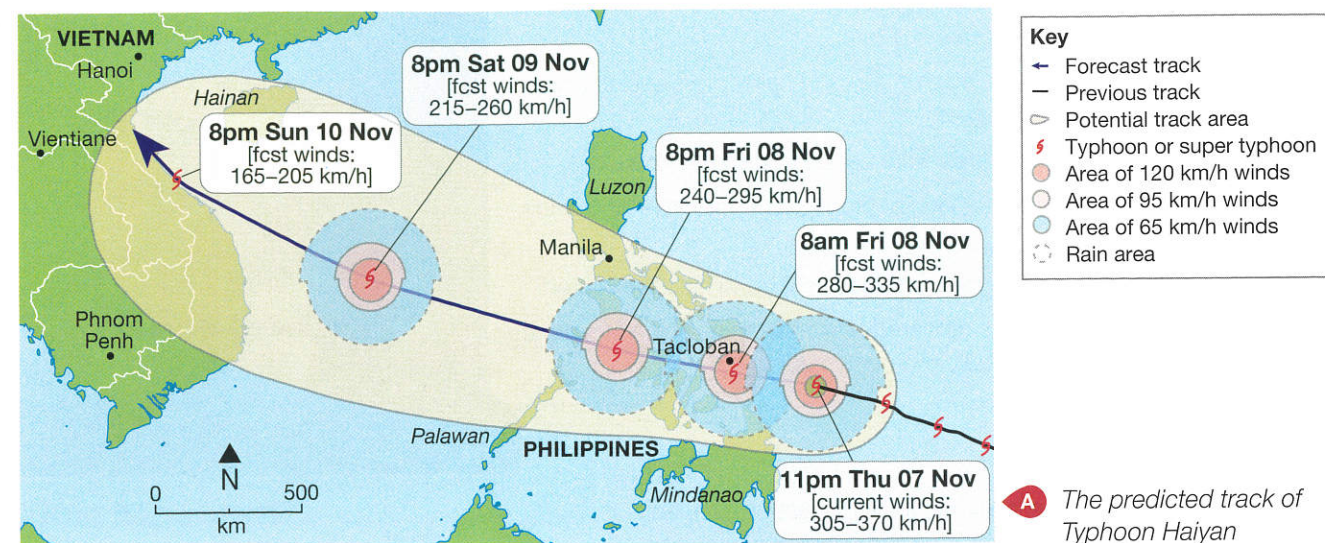 VIETNAM
Hanoi
Hainan
Vientiane
Phnom
Penh
8pm Sun 10 Nov
[fcst winds:
165–205 km/h]
8pm Sat 09 Nov
[fcst winds:
215–260 km/h]
8pm Fri 08 Nov
[fcst winds:
240–295 km/h]
8am Fri 08 Nov
[fcst winds:
280–335 km/h]
11pm Thu 07 Nov
[current winds:
305–370 km/h]
Luzon
Manila
Tacloban
Palawan
PHILIPPINES
Mindanao
N
0 500
km
Key
Forecast track
Previous track
Potential track area
Typhoon or super typhoon
Area of 120 km/h winds
Area of 95 km/h winds
Area of 65 km/h winds
Rain area
A The predicted track of
Typhoon Haiyan